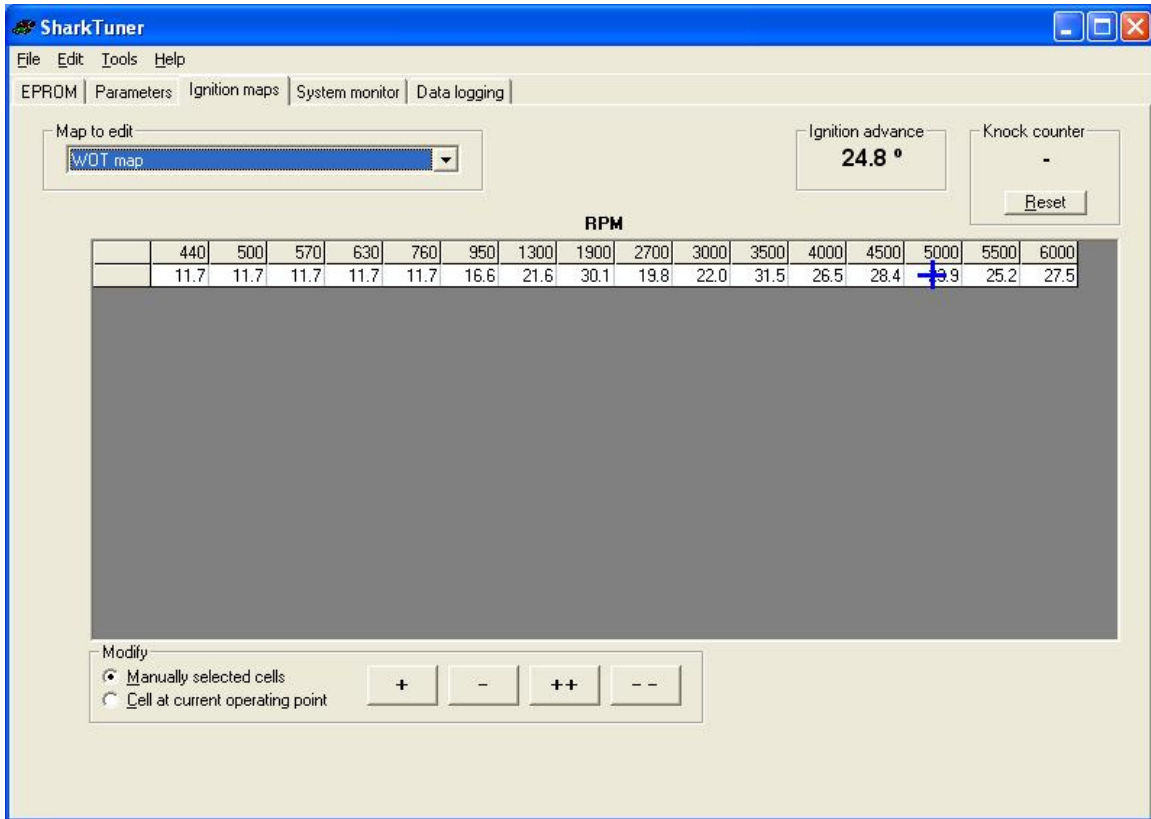 SharkTuner
File Edit Tools Help
EPROM Parameters Ignition maps System monitor Data logging
Map to edit
WOT map
Ignition advance
24.8 º
Knock counter
-
Reset
RPM
440 500 570 630 760 950 1300 1900 2700 3000 3500 4000 4500 5000 5500 6000
11.7 11.7 11.7 11.7 11.7 16.6 21.6 30.1 19.8 22.0 31.5 26.5 28.4 25.2 27.5
Modify
Manually selected cells
Cell at current operating point
+ - ++ --